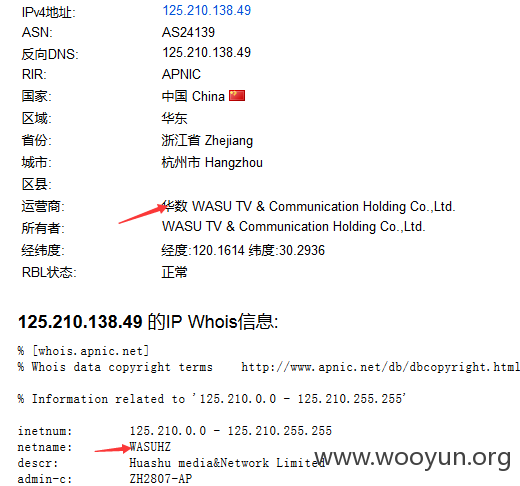 IPv4地址: 125.210.138.49
ASN: AS24139
反向DNS: 125.210.138.49
RIR: APNIC
国家: 中国 China
区域: 华东
省份: 浙江省 Zhejiang
城市: 杭州市 Hangzhou
区县:
运营商: 华数 WASU TV & Communication Holding Co.,Ltd.
所有者: WASU TV & Communication Holding Co.,Ltd.
经纬度: 经度:120.1614 纬度:30.2936
RBL状态: 正常
125.210.138.49 的IP Whois信息:
% [whois.apnic.net]
% Whois data copyright terms http://www.apnic.net/db/dbcopyright.html
% Information related to '125.210.0.0 - 125.210.255.255'
inetnum: 125.210.0.0 - 125.210.255.255
netname: WASUHZ
descr: Huashu media&Network Limited
admin-c: ZH2807-AP
www.wooyun.org